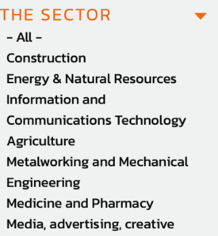 THE SECTOR
- All -
Construction
Energy & Natural Resources
Information and
Communications Technology
Agriculture
Metalworking and Mechanical
Engineering
Medicine and Pharmacy
Media, advertising, creative